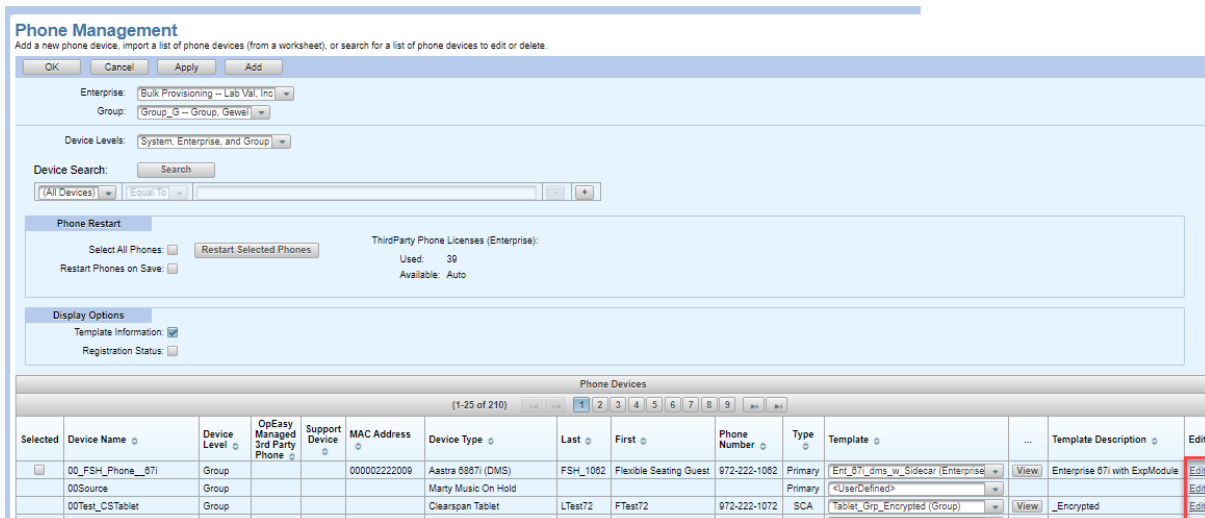 Phone Management
Add a new phone device, import a list of phone devices (from a worksheet), or search for a list of phone devices to edit or delete.
OK Cancel Apply Add
Enterprise: Bulk Provisioning -- Lab Val, Inc
Group: Group_G -- Group, Gewel
Device Levels: System, Enterprise, and Group
Device Search: Search
(All Devices) Equal To - +
Phone Restart
Select All Phones: Restart Selected Phones ThirdParty Phone Licenses (Enterprise):
Used: 39
Restart Phones on Save:
Available: Auto
Display Options
Template Information:
Registration Status:
Phone Devices
(1-25 of 210) 1 2 3 4 5 6 7 8 9
Selected Device Name Device Level OpEasy Managed 3rd Party Phone Support Device MAC Address Device Type Last First Phone Number Type Template ... Template Description Edit
00_FSH_Phone__67i Group 000002222009 Aastra 6867i (DMS) FSH_1062 Flexible Seating Guest 972-222-1062 Primary Ent_67i_dms_w_Sidecar (Enterprise View Enterprise 67i with ExpModule Edit
00Source Group Marty Music On Hold Primary <UserDefined> Edit
00Test_CSTablet Group Clearspan Tablet LTest72 FTest72 972-222-1072 SCA Tablet_Grp_Encrypted (Group) View _Encrypted Edit